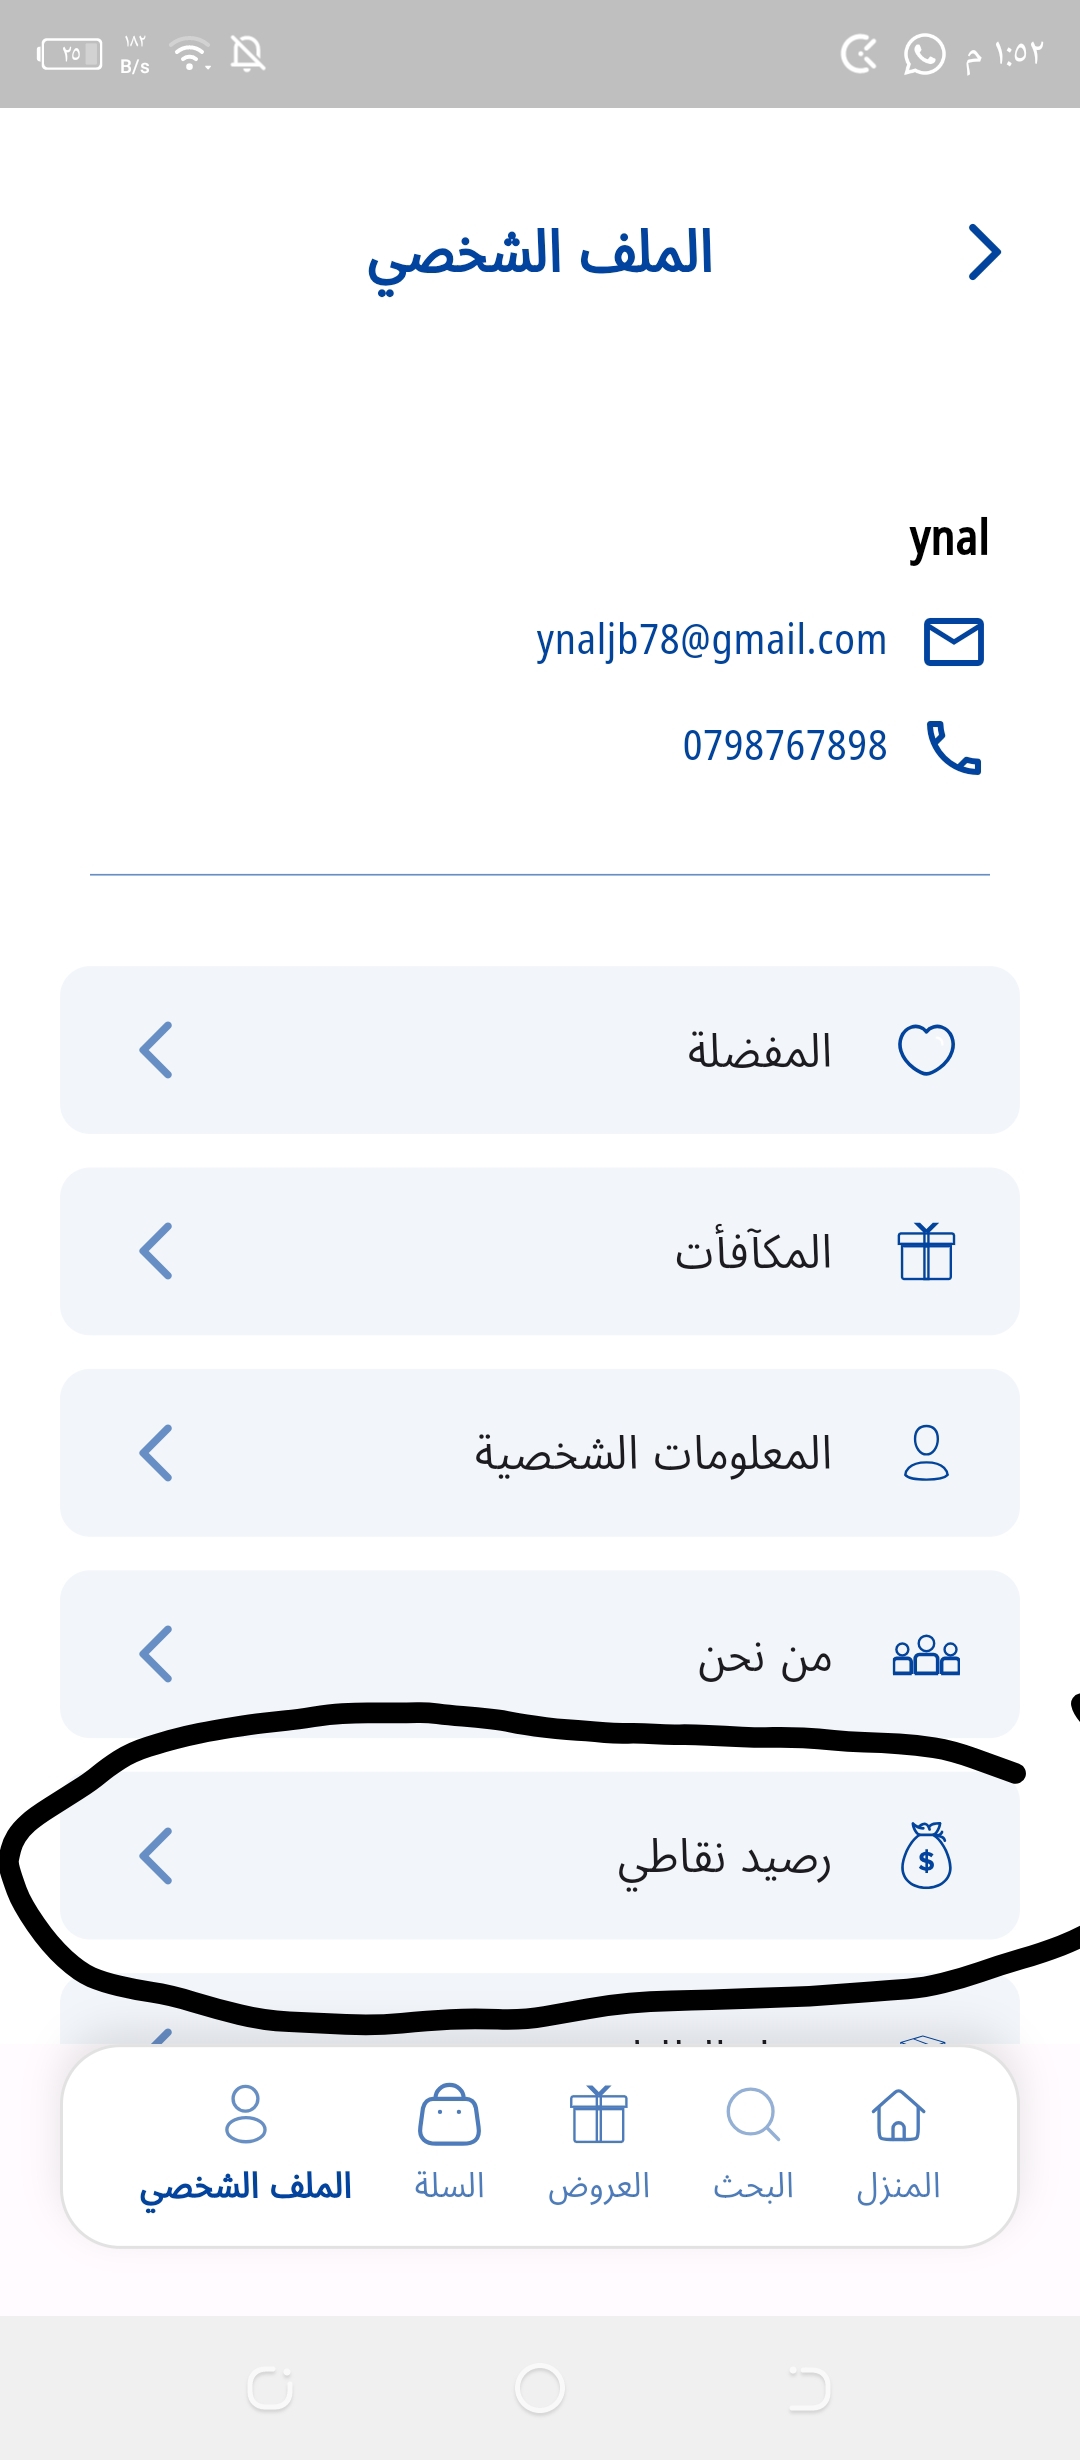 ١:٥٢ م
١٨٢
B/s
٢٥
الملف الشخصي
ynal
ynaljb78@gmail.com
0798767898
المفضلة
المكآفأت
المعلومات الشخصية
من نحن
رصيد نقاطي
$
المنزل
البحث
العروض
السلة
الملف الشخصي